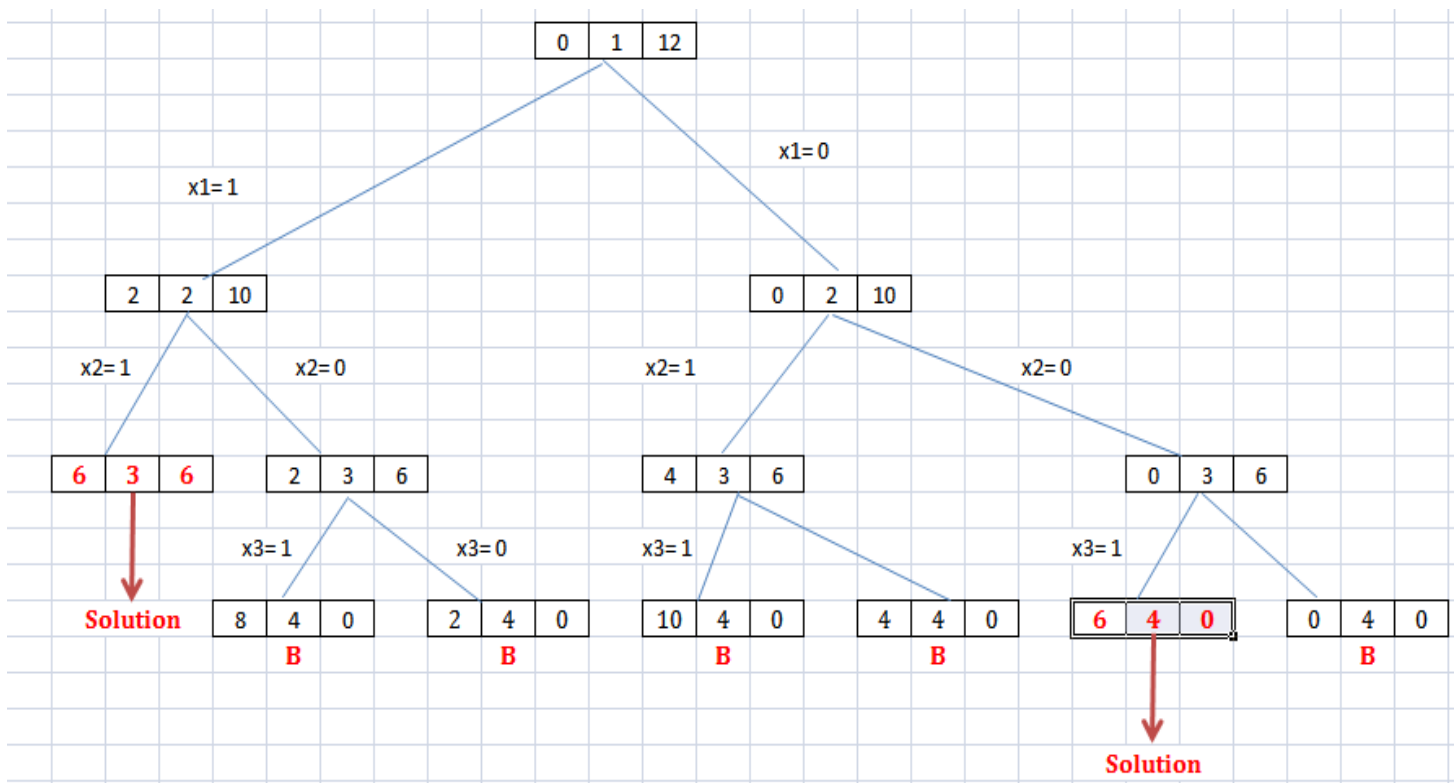 0 1 12
x1= 0
x1= 1
2 2 10
0 2 10
x2= 1
x2= 0
x2= 1
x2= 0
6 3 6
2 3 6
4 3 6
0 3 6
x3= 1
x3= 0
x3= 1
x3= 1
Solution
8 4 0
2 4 0
10 4 0
4 4 0
6 4 0
0 4 0
B
B
B
B
B
Solution